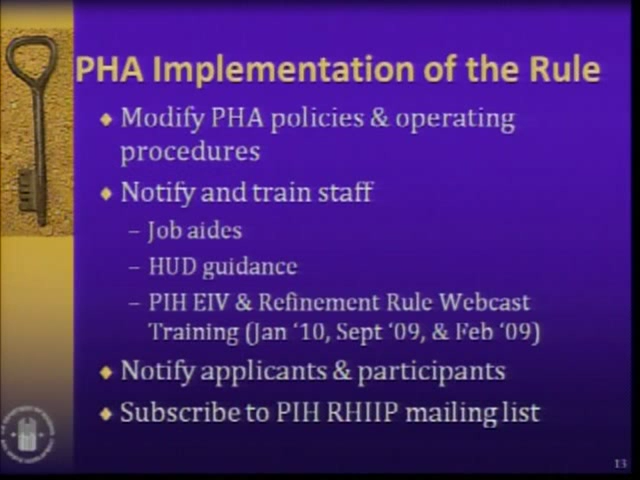 PHA Implementation of the Rule
♦ Modify PHA policies & operating
procedures
♦ Notify and train staff
– Job aides
– HUD guidance
– PIH EIV & Refinement Rule Webcast
Training (Jan ‘10, Sept ‘09, & Feb ‘09)
♦ Notify applicants & participants
♦ Subscribe to PIH RHIIP mailing list
13